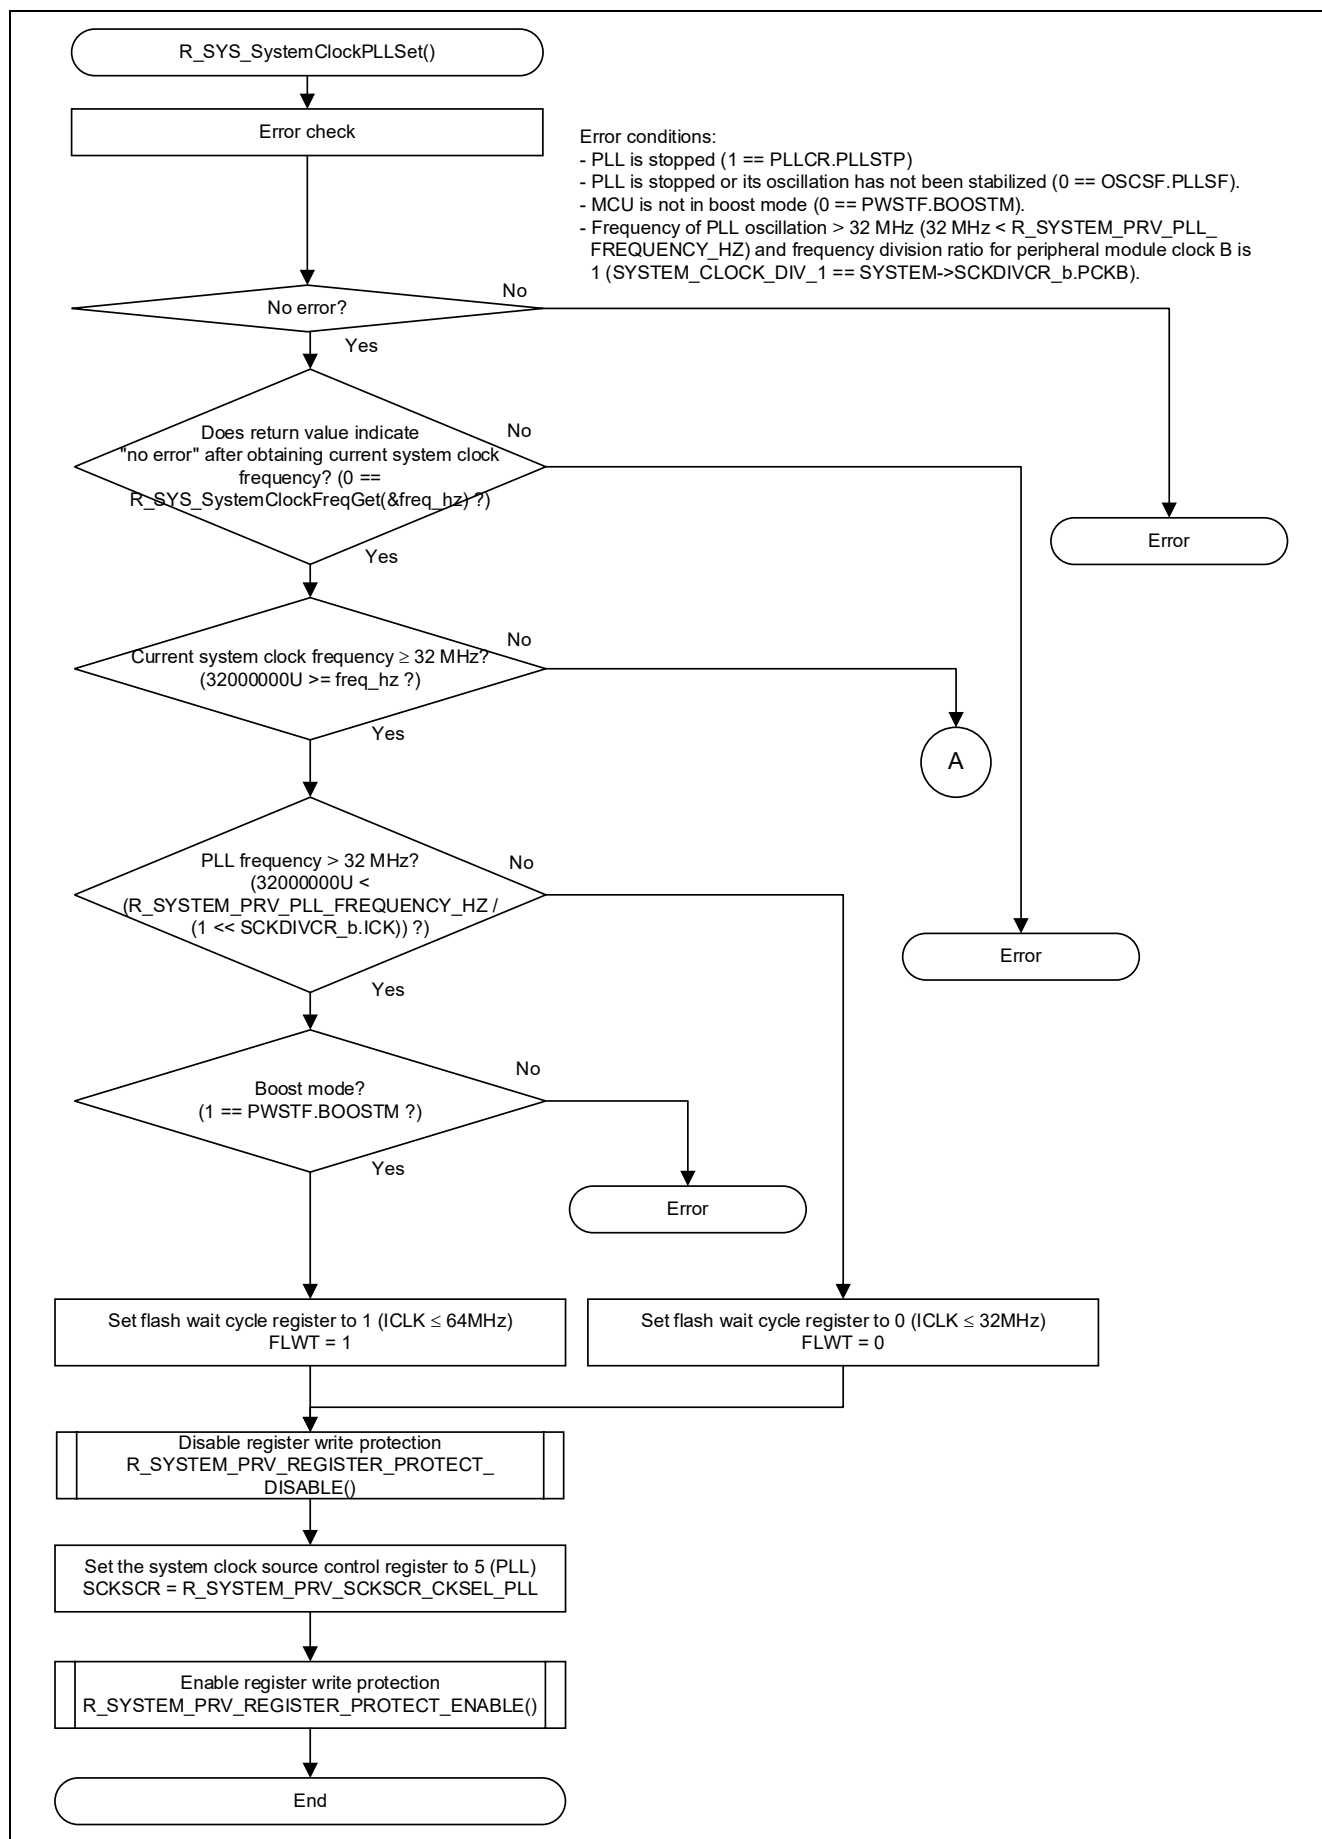 R_SYS_SystemClockPLLSet()
Error check
Error conditions:
- PLL is stopped (1 == PLLCR.PLLSTP)
- PLL is stopped or its oscillation has not been stabilized (0 == OSCSF.PLLSF).
- MCU is not in boost mode (0 == PWSTF.BOOSTM).
- Frequency of PLL oscillation > 32 MHz (32 MHz < R_SYSTEM_PRV_PLL_
FREQUENCY_HZ) and frequency division ratio for peripheral module clock B is
1 (SYSTEM_CLOCK_DIV_1 == SYSTEM->SCKDIVCR_b.PCKB).
No error?
No
Yes
Does return value indicate
"no error" after obtaining current system clock
frequency? (0 ==
R_SYS_SystemClockFreqGet(&freq_hz) ?)
No
Yes
Error
Current system clock frequency ≥ 32 MHz?
(32000000U >= freq_hz ?)
No
Yes
A
PLL frequency > 32 MHz?
(32000000U <
(R_SYSTEM_PRV_PLL_FREQUENCY_HZ /
(1 << SCKDIVCR_b.ICK)) ?)
No
Yes
Error
Boost mode?
(1 == PWSTF.BOOSTM ?)
No
Yes
Error
Set flash wait cycle register to 1 (ICLK ≤ 64MHz)
FLWT = 1
Set flash wait cycle register to 0 (ICLK ≤ 32MHz)
FLWT = 0
Disable register write protection
R_SYSTEM_PRV_REGISTER_PROTECT_
DISABLE()
Set the system clock source control register to 5 (PLL)
SCKSCR = R_SYSTEM_PRV_SCKSCR_CKSEL_PLL
Enable register write protection
R_SYSTEM_PRV_REGISTER_PROTECT_ENABLE()
End